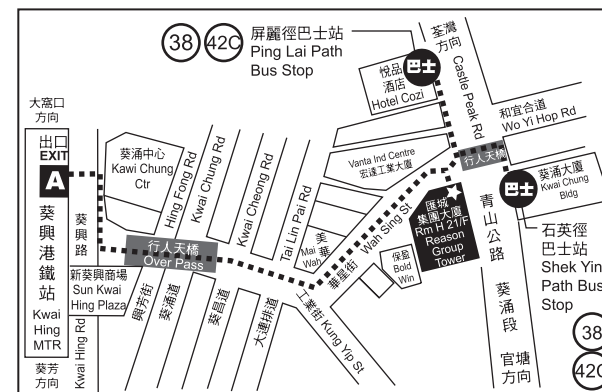 38
42C
屏麗徑巴士站
Ping Lai Path
Bus Stop
荃灣
方向
巴士
悅品
酒店
Hotel Cozi
Castle Peak Rd
和宜合道
Wo Yi Hop Rd
大窩口
方向
出口
EXIT
A
葵興港鐵站
Kwai
Hing
MTR
葵芳
方向
葵興路
Kwai Hing Rd
葵涌中心
Kawi Chung
Ctr
Hing Fong Rd
Kwai Chung Rd
Kwai Cheong Rd
Tai Lin Pai Rd
行人天橋
Over Pass
新葵興商場
Sun Kwai
Hing Plaza
興芳街
葵涌道
葵昌道
大連排道
美華
Mai
Wah
Vanta Ind Centre
宏達工業大廈
華星街 Wah Sing St
工業街 Kung Yip St
保盈
Bold
Win
匯城
集團大廈
Rm H 21/F
Reason
Group
Tower
行人天橋
葵涌大廈
Kwai Chung
Bldg
巴士
青山公路
葵涌段
官塘
方向
石英徑
巴士站
Shek Yin
Path Bus
Stop
38
42C